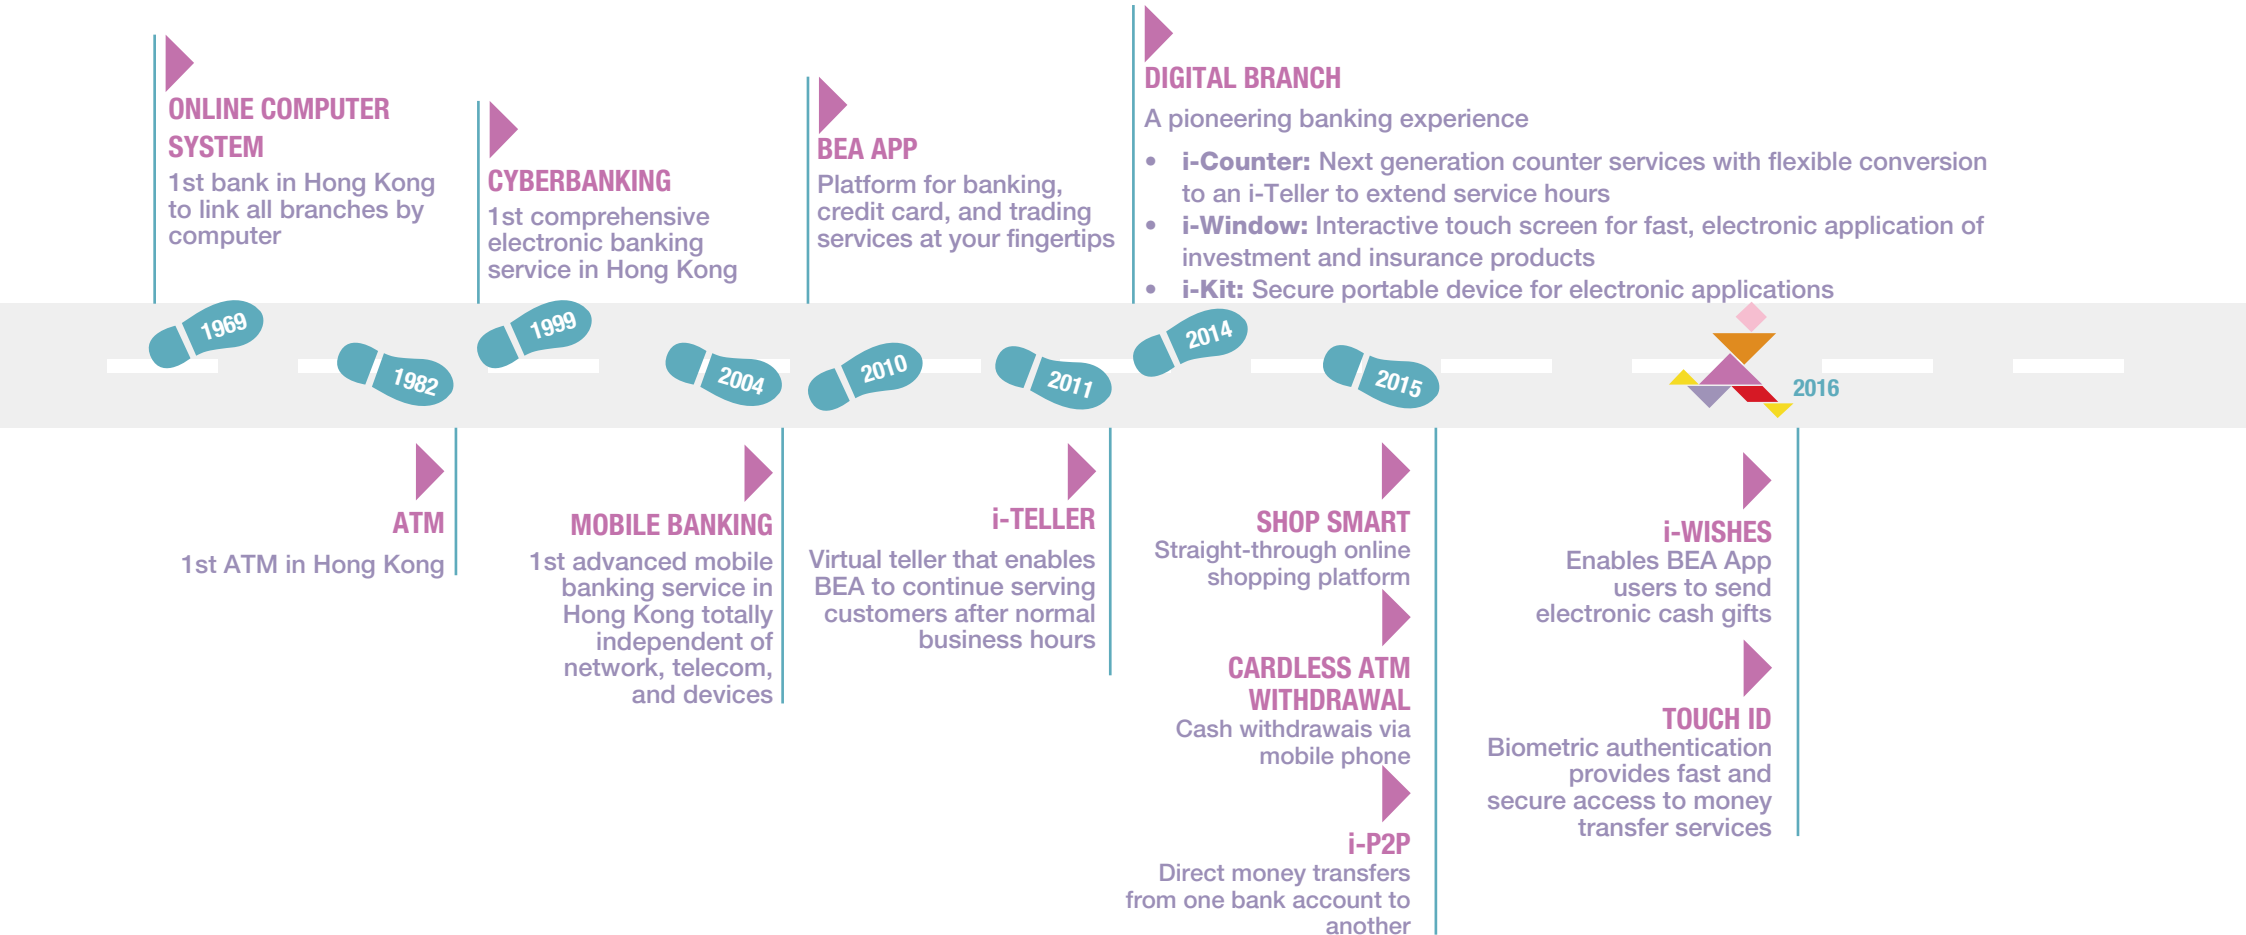 ONLINE COMPUTER
SYSTEM
1st bank in Hong Kong
to link all branches by
computer
CYBERBANKING
1st comprehensive
electronic banking
service in Hong Kong
BEA APP
Platform for banking,
credit card, and trading
services at your fingertips
DIGITAL BRANCH
A pioneering banking experience
• i-Counter: Next generation counter services with flexible conversion
to an i-Teller to extend service hours
• i-Window: Interactive touch screen for fast, electronic application of
investment and insurance products
• i-Kit: Secure portable device for electronic applications
1969
1982
1999
2004
2010
2011
2014
2015
2016
ATM
1st ATM in Hong Kong
MOBILE BANKING
1st advanced mobile
banking service in
Hong Kong totally
independent of
network, telecom,
and devices
i-TELLER
Virtual teller that enables
BEA to continue serving
customers after normal
business hours
SHOP SMART
Straight-through online
shopping platform
CARDLESS ATM
WITHDRAWAL
Cash withdrawais via
mobile phone
i-P2P
Direct money transfers
from one bank account to
another
i-WISHES
Enables BEA App
users to send
electronic cash gifts
TOUCH ID
Biometric authentication
provides fast and
secure access to money
transfer services